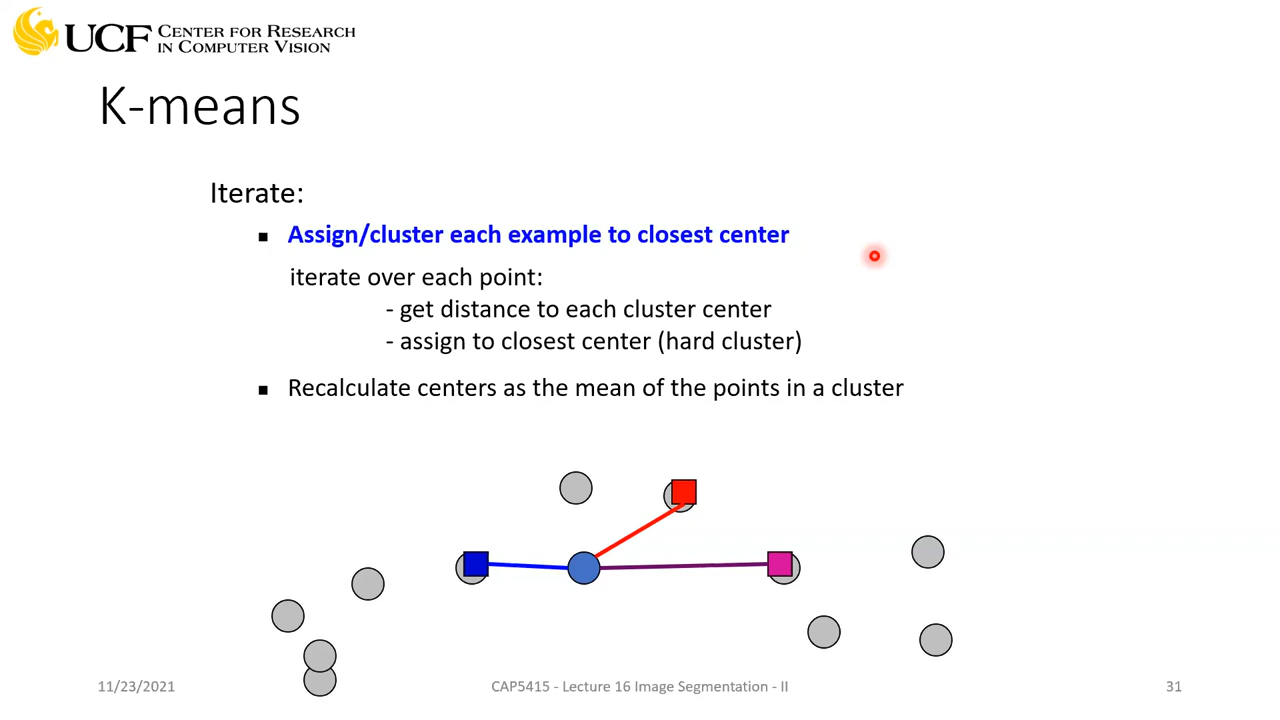 UCF CENTER FOR RESEARCH
IN COMPUTER VISION
K-means
Iterate:
▪ Assign/cluster each example to closest center
iterate over each point:
- get distance to each cluster center
- assign to closest center (hard cluster)
▪ Recalculate centers as the mean of the points in a cluster
11/23/2021
CAP5415 - Lecture 16 Image Segmentation - II
31